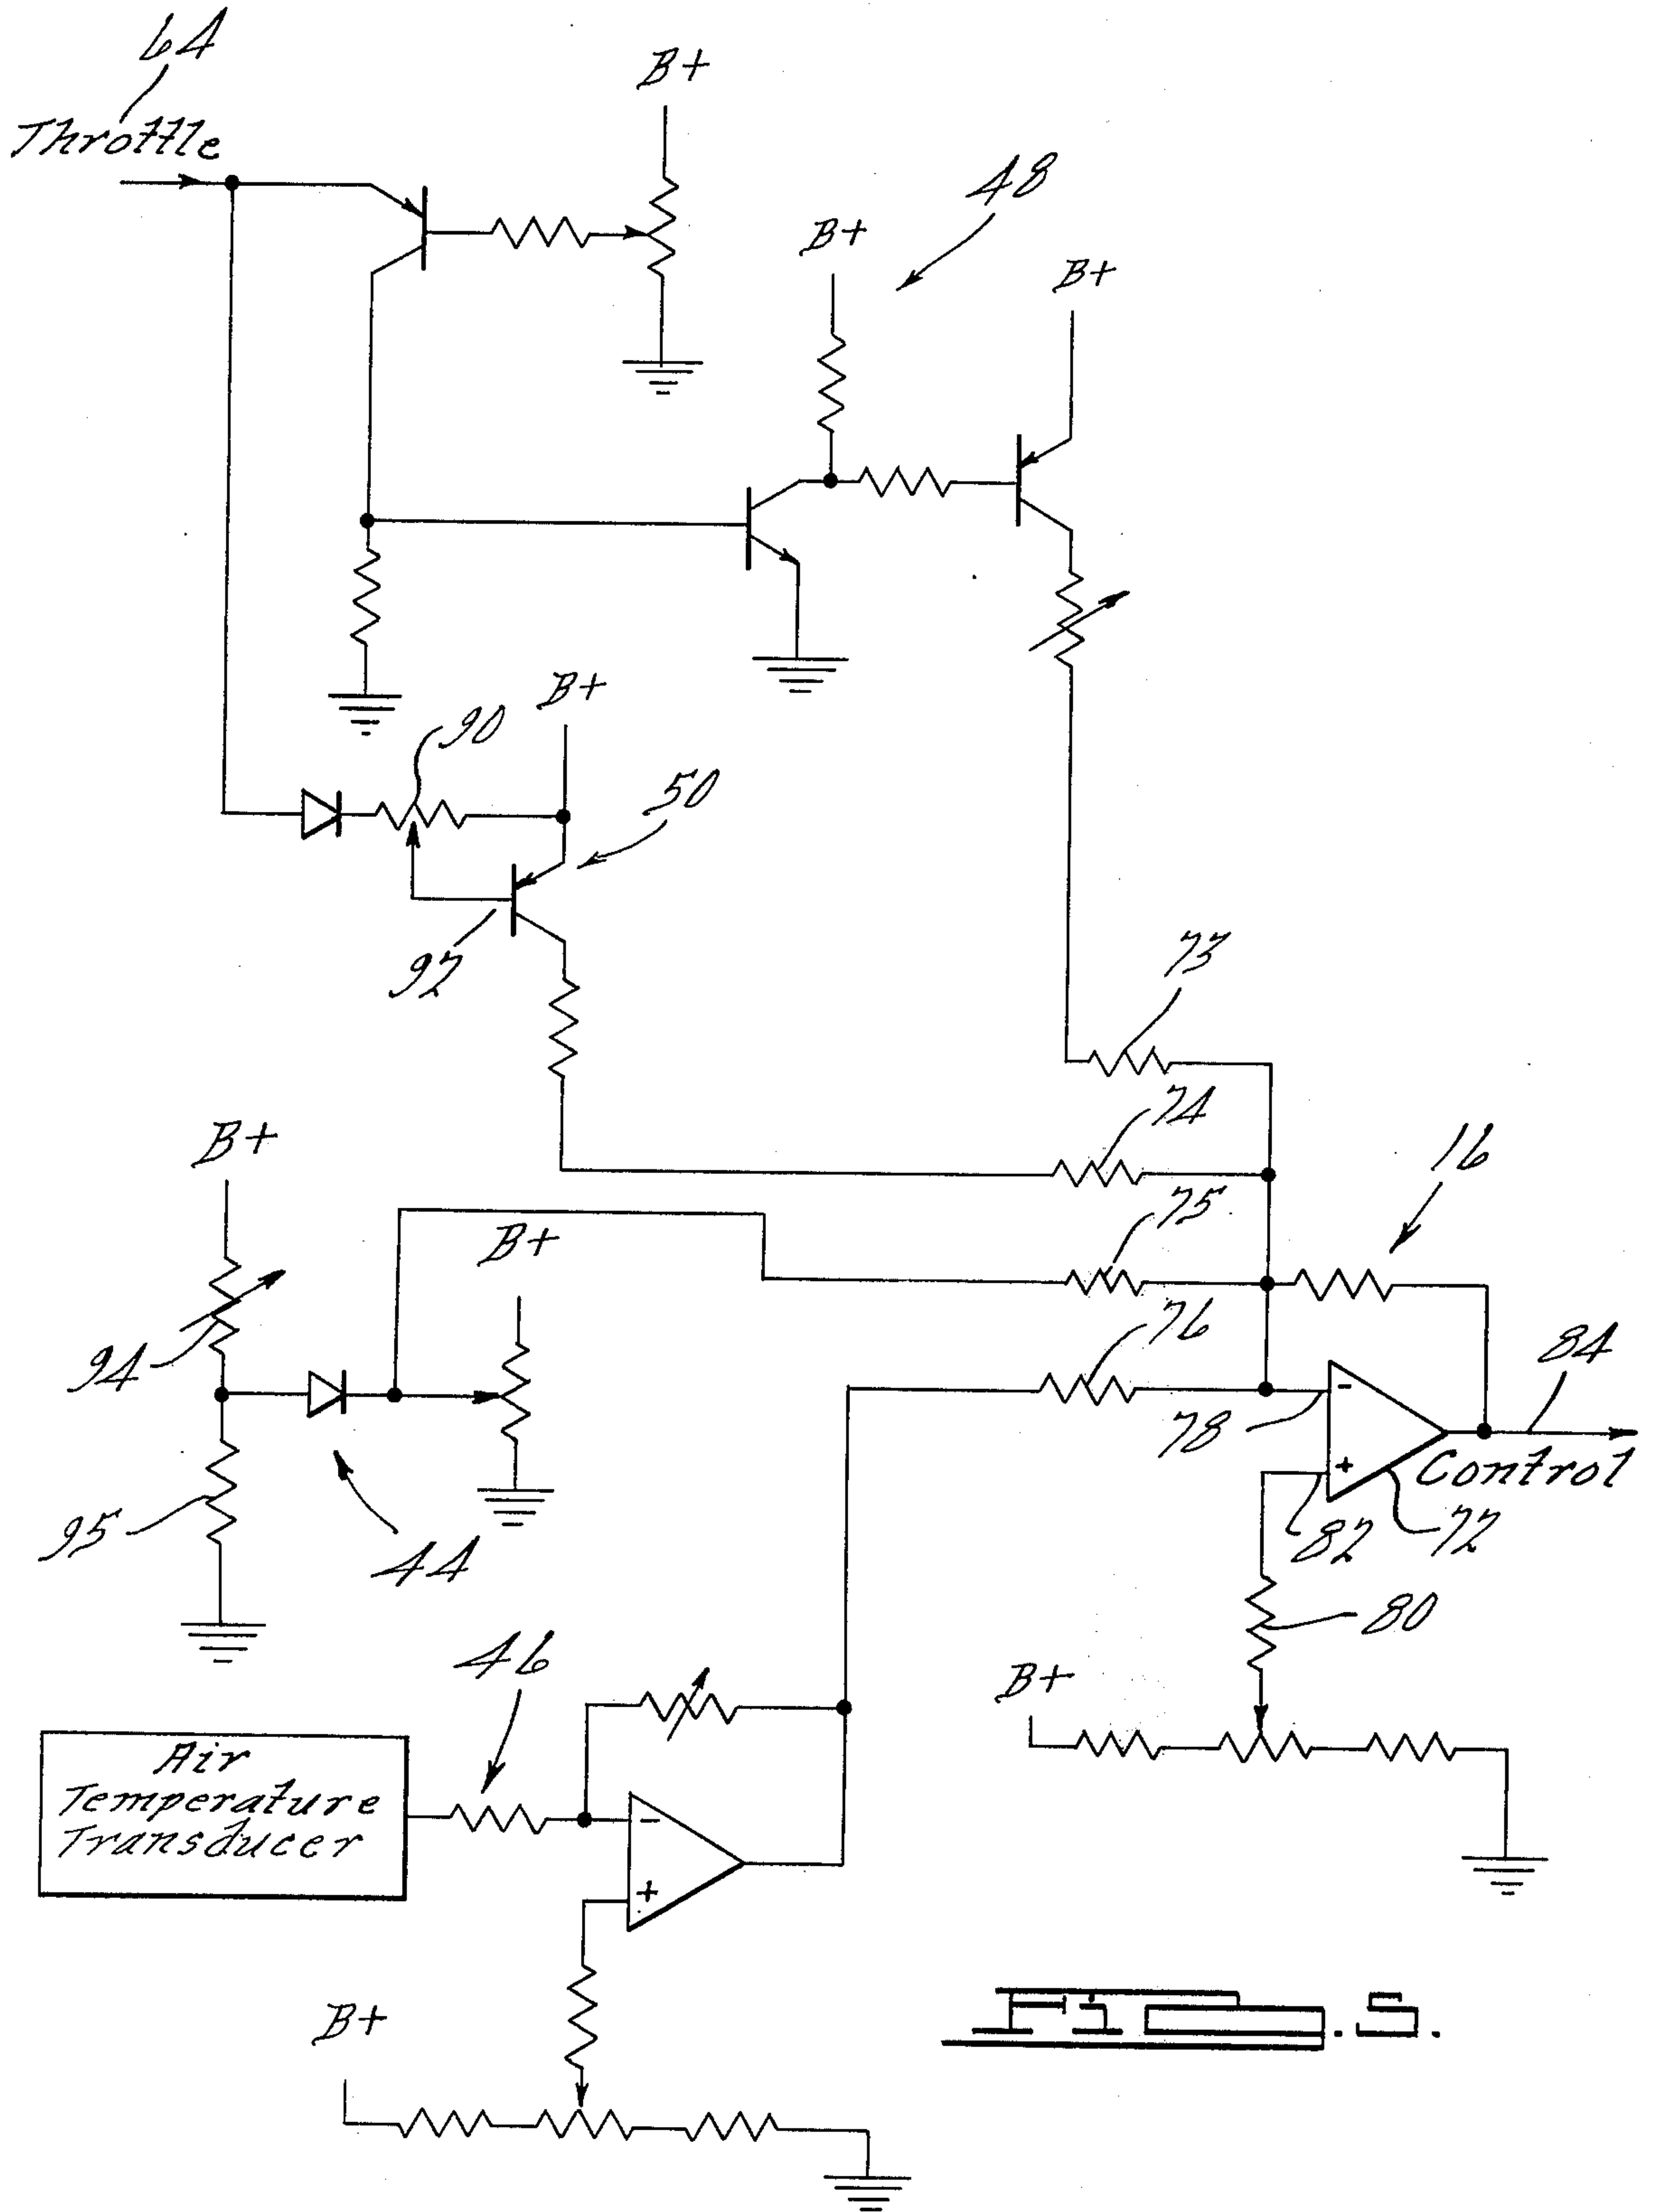 64
B+
Throttle
48
B+
B+
B+
90
50
92
73
74
B+
16
75
B+
76
84
94
-
78
+
Control
95
82
72
44
80
46
B+
Air
Temperature
Transducer
-
+
B+
FIG. 5.